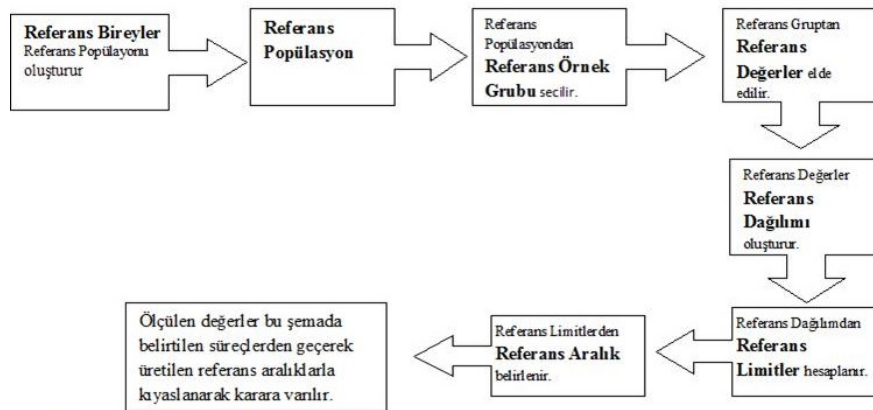 Referans Bireyler
Referans Popülayonu
oluşturur
Referans
Popülasyon
Referans
Popülasyondan
Referans Örnek
Grubu secilir.
Referans Gruptan
Referans
Değerler elde
edilir.
Referans Değerler
Referans
Dağılımı
oluşturur.
Referans Dağılımdan
Referans
Limitler hesaplanır.
Referans Limitlerden
Referans Aralık
belirlenir.
Ölçülen değerler bu şemada
belirtilen süreçlerden geçerek
üretilen referans aralıklarla
kıyaslanarak karara varılır.